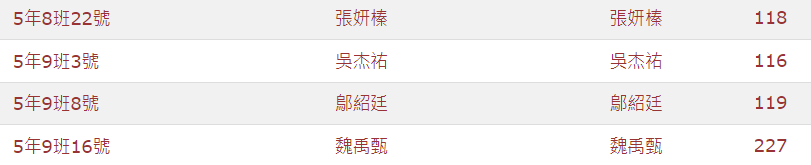 5年8班22號 張妍榛 張妍榛 118
5年9班3號 吳杰祐 吳杰祐 116
5年9班8號 鄔紹廷 鄔紹廷 119
5年9班16號 魏禹甄 魏禹甄 227